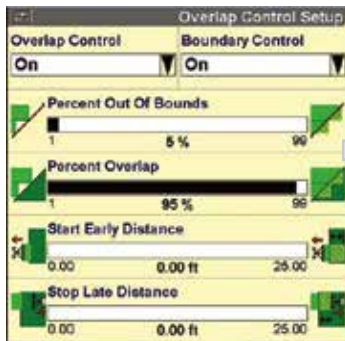 Overlap Control Setup
Overlap Control Boundary Control
On On
Percent Out Of Bounds
1 5 % 99
Percent Overlap
1 95 % 99
Start Early Distance
0.00 0.00 ft 25.00
Stop Late Distance
0.00 0.00 ft 25.00